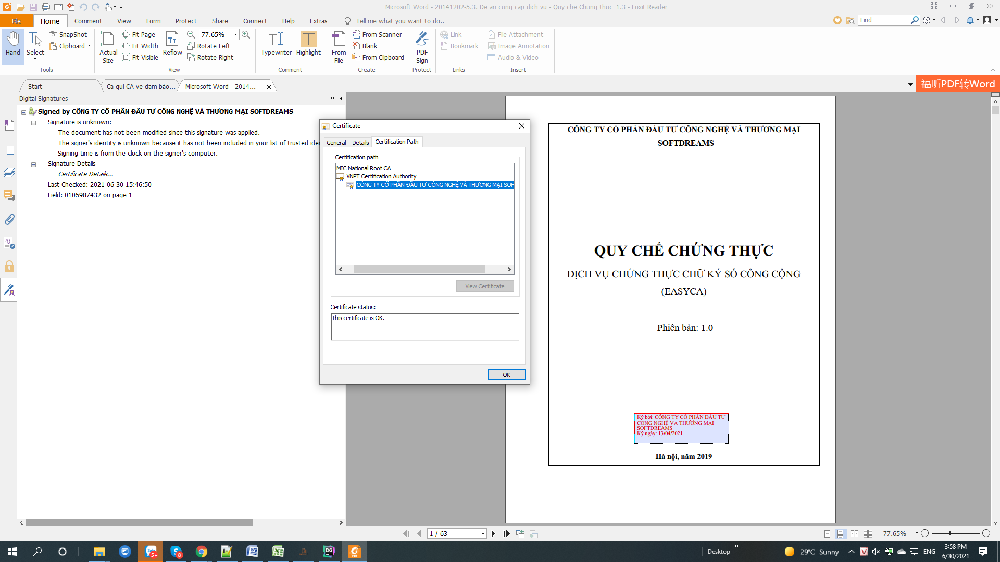 Microsoft Word - 20141202-5.3. De an cung cap dich vu - Quy che Chung thuc_1.3 - Foxit Reader
File
Home
Comment
View
Form
Protect
Share
Connect
Help
Extras
Tell me what you want to do..
Find
Hand
Select
SnapShot
Clipboard
Tools
Actual
Size
Fit Page
Fit Width
Fit Visible
Reflow
77.65%
Rotate Left
Rotate Right
View
Typewriter
Highlight
Comment
From
File
From Scanner
Blank
From Clipboard
Create
PDF
Sign
Protect
Link
Bookmark
Links
File Attachment
Image Annotation
Audio & Video
Insert
Start
Ca gui CA ve dam bảo...
Microsoft Word - 2014...
福昕PDF转Word
Digital Signatures
Signed by CÔNG TY CỔ PHẦN ĐẦU TƯ CÔNG NGHỆ VÀ THƯƠNG MẠI SOFTDREAMS
Signature is unknown:
The document has not been modified since this signature was applied.
The signer's identity is unknown because it has not been included in your list of trusted ide
Signing time is from the clock on the signer's computer.
Signature Details
Certificate Details...
Last Checked: 2021-06-30 15:46:50
Field: 0105987432 on page 1
Certificate
General
Details
Certification Path
Certification path
MIC National Root CA
VNPT Certification Authority
CÔNG TY CỔ PHẦN ĐẦU TƯ CÔNG NGHỆ VÀ THƯƠNG MẠI SOF
View Certificate
Certificate status:
This certificate is OK.
OK
CÔNG TY CỔ PHẦN ĐẦU TƯ CÔNG NGHỆ VÀ THƯƠNG MẠI
SOFTDREAMS
QUY CHẾ CHỨNG THỰC
DỊCH VỤ CHỨNG THỰC CHỮ KÝ SỐ CÔNG CỘNG
(EASYCA)
Phiên bản: 1.0
Ký bởi: CÔNG TY CỔ PHẦN ĐẦU TƯ
CÔNG NGHỆ VÀ THƯƠNG MẠI
SOFTDREAMS
Ký ngày: 13/04/2021
Hà nội, năm 2019
1 / 63
77.65%
Zalo
5+
8
DG
PDF
Desktop
29°C Sunny
V
ENG
3:58 PM
6/30/2021